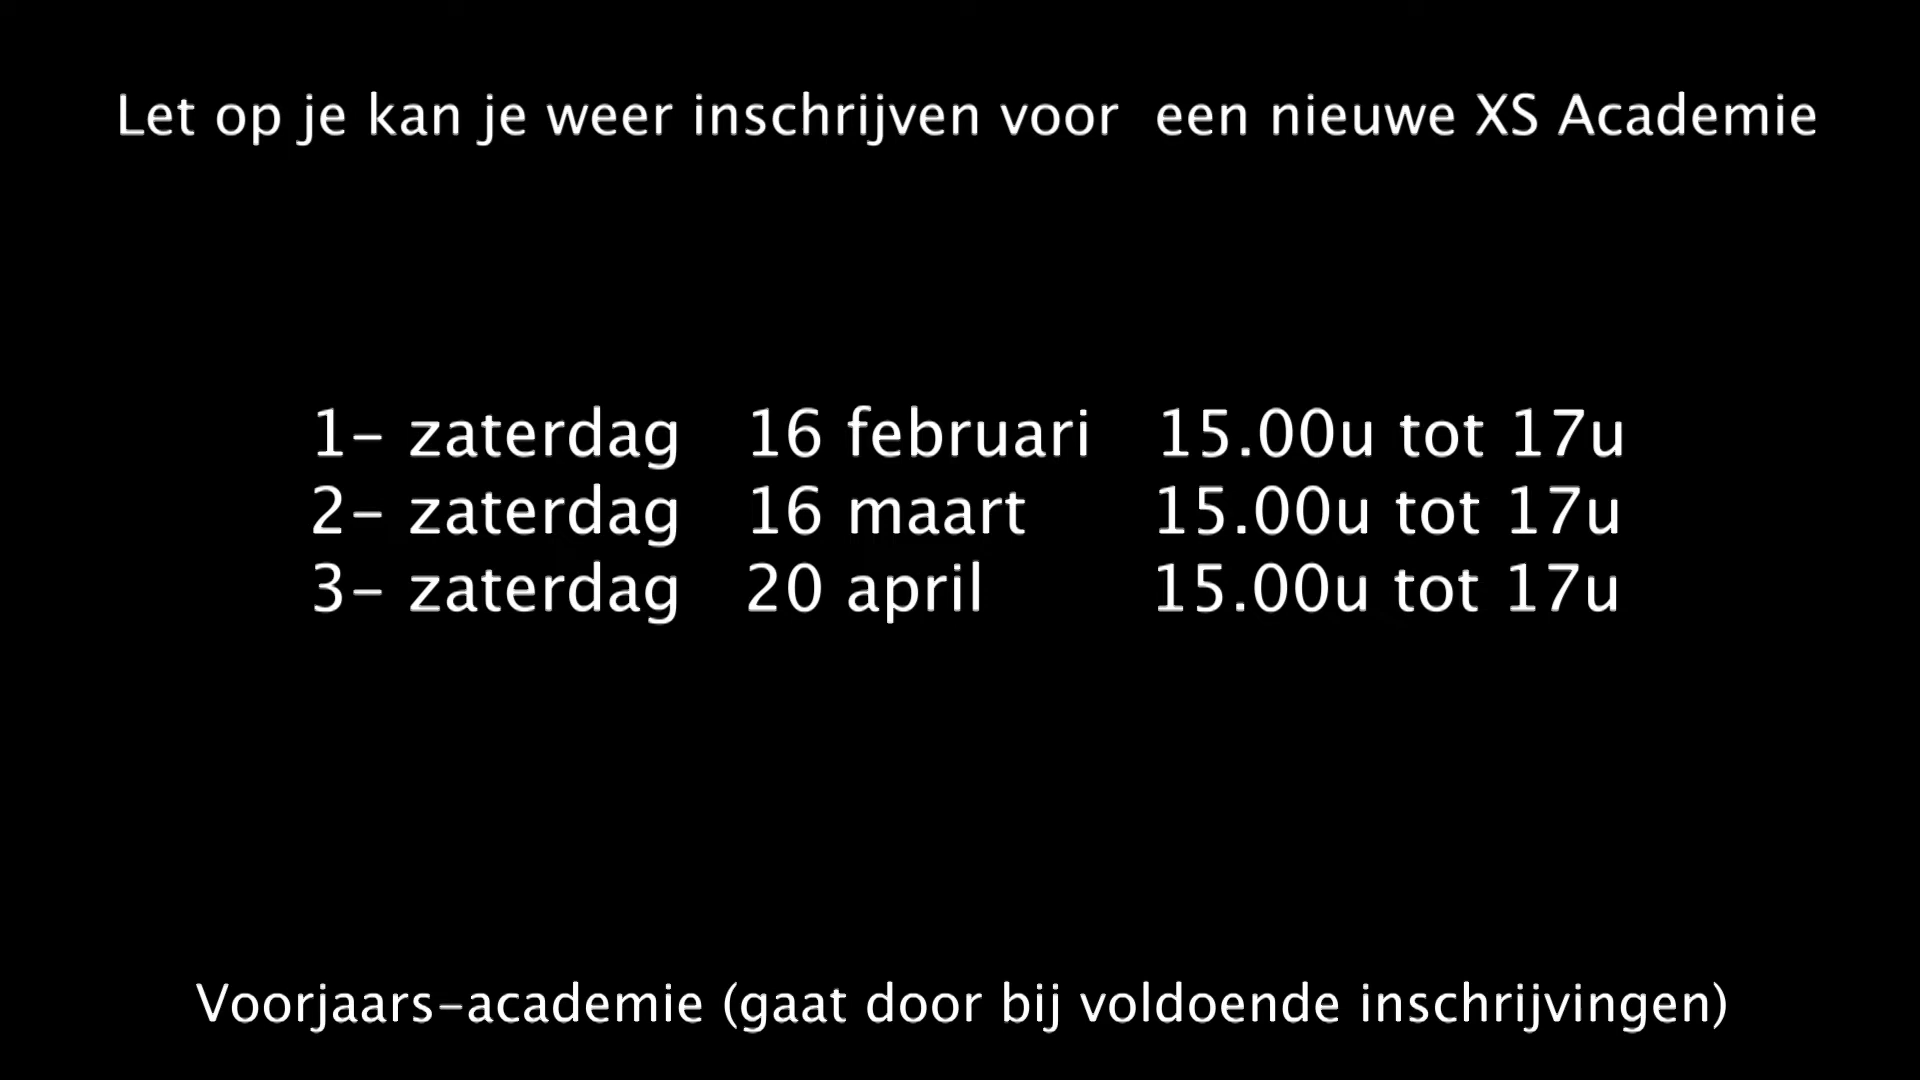 Let op je kan je weer inschrijven voor  een nieuwe XS Academie
1- zaterdag 16 februari 15.00u tot 17u
2- zaterdag 16 maart 15.00u tot 17u
3- zaterdag 20 april 15.00u tot 17u
Voorjaars-academie (gaat door bij voldoende inschrijvingen)